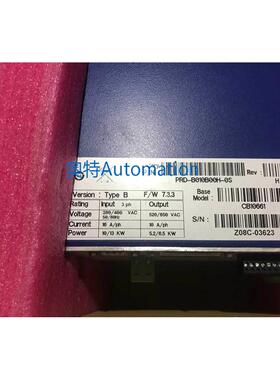 奥特Automation
PRD-B010B00H-0S
Rev :
H
Version : Type B F/W 7.3.3
Base Model :
CB10661
Rating Input 3 ph Output
Voltage 380/480 VAC 50/60Hz 520/650 VAC
S/N :
Current 16 A/ph 10 A/ph
Z08C-03623
Power 10/13 KW 5.2/6.5 KW